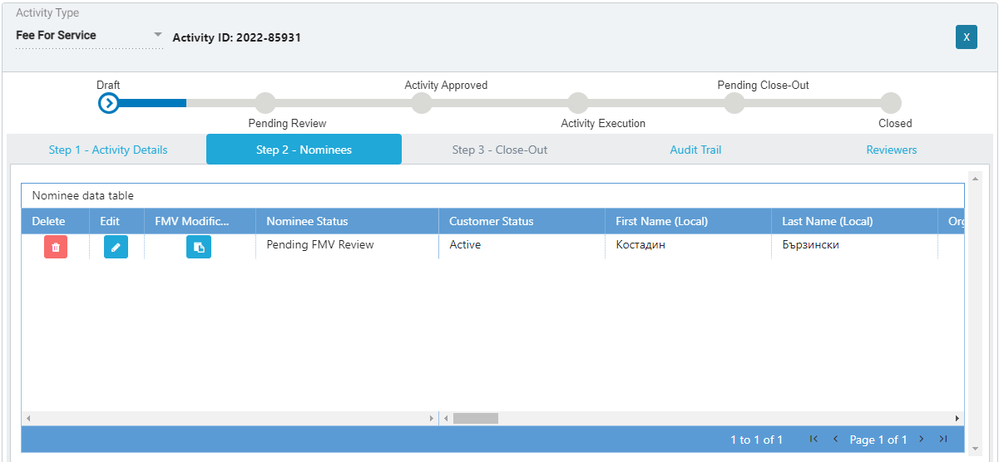 Activity Type
Fee For Service
Activity ID: 2022-85931
X
Draft
Activity Approved
Pending Close-Out
Pending Review
Activity Execution
Closed
Step 1 - Activity Details
Step 2 - Nominees
Step 3 - Close-Out
Audit Trail
Reviewers
Nominee data table
Delete
Edit
FMV Modific...
Nominee Status
Customer Status
First Name (Local)
Last Name (Local)
Pending FMV Review
Active
Костадин
Бързински
1 to 1 of 1
Page 1 of 1